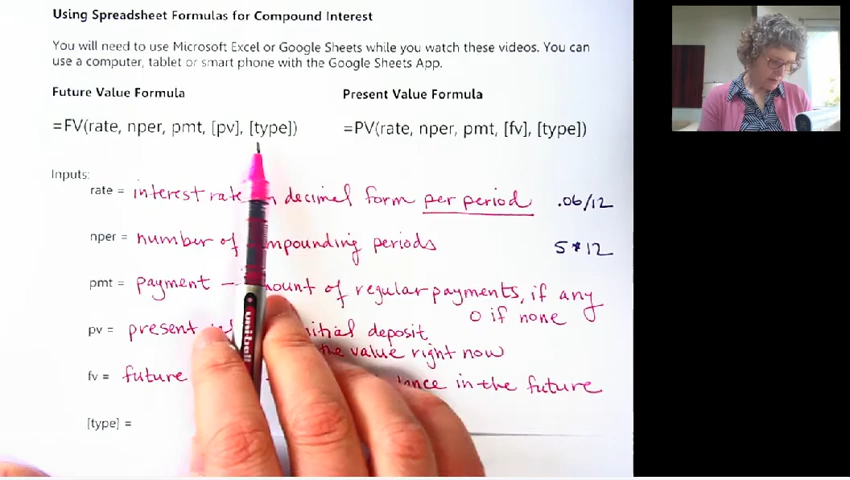 Using Spreadsheet Formulas for Compound Interest
You will need to use Microsoft Excel or Google Sheets while you watch these videos. You can
use a computer, tablet or smart phone with the Google Sheets App.
Future Value Formula
Present Value Formula
=FV(rate, nper, pmt, [pv], [type])
=PV(rate, nper, pmt, [fv], [type])
Inputs:
rate = interest rate decimal form per period .06/12
nper = number of periods 5*12
pmt = payment - of regular payments, if any
0 if none
pv = present deposit
the value right now
fv = future in the future
[type] =
uniball